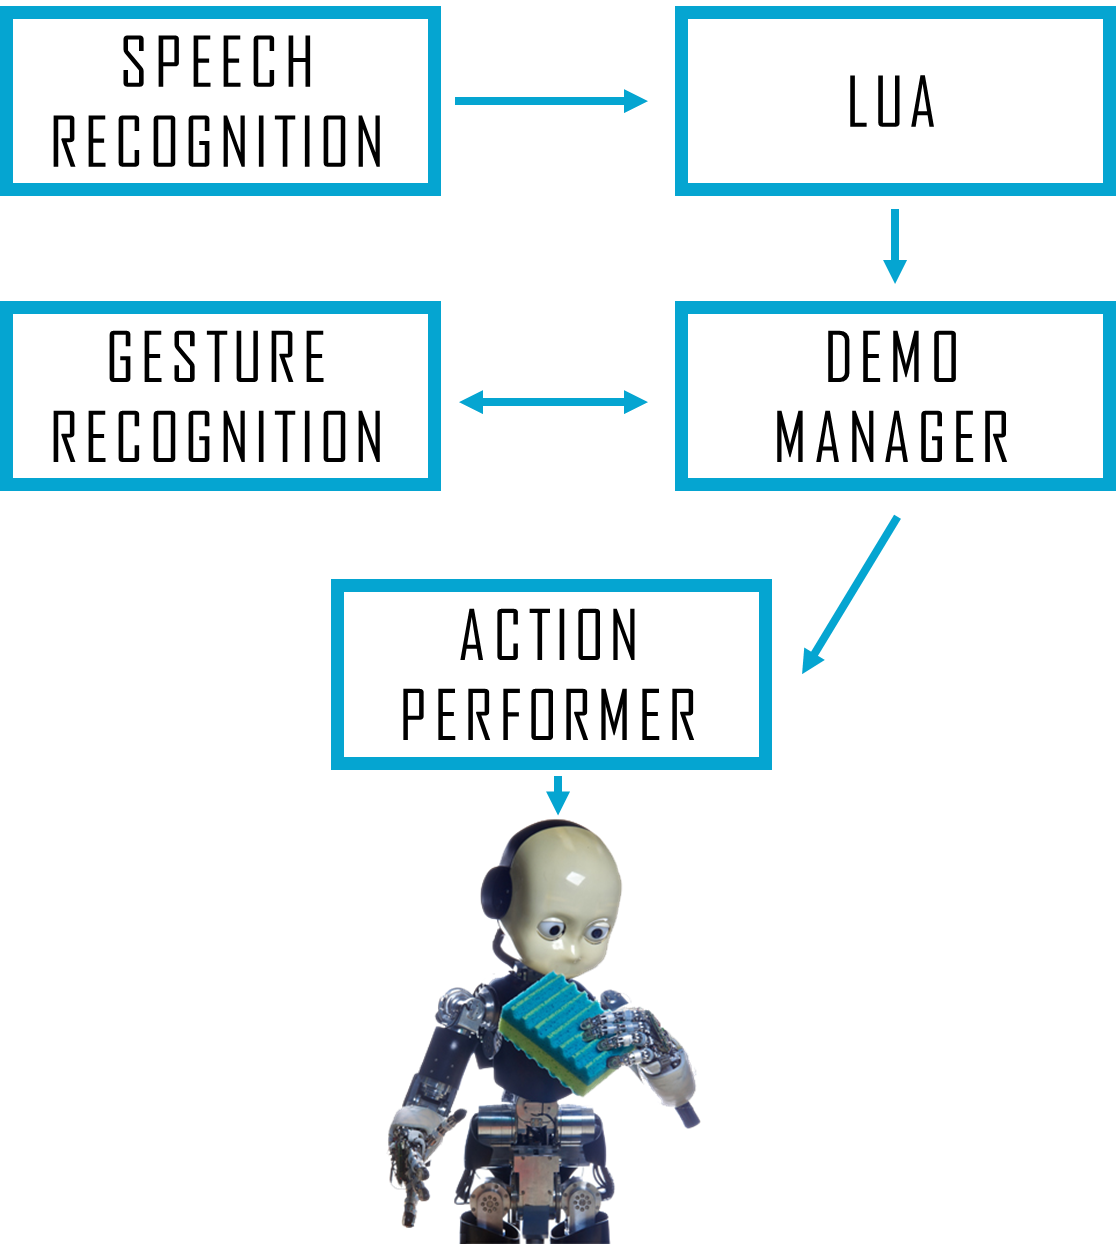 SPEECH
RECOGNITION
LUA
GESTURE
RECOGNITION
DEMO
MANAGER
ACTION
PERFORMER